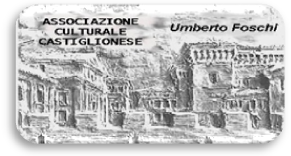 ASSOCIAZIONE
CULTURALE
CASTIGLIONESE
Umberto Foschi